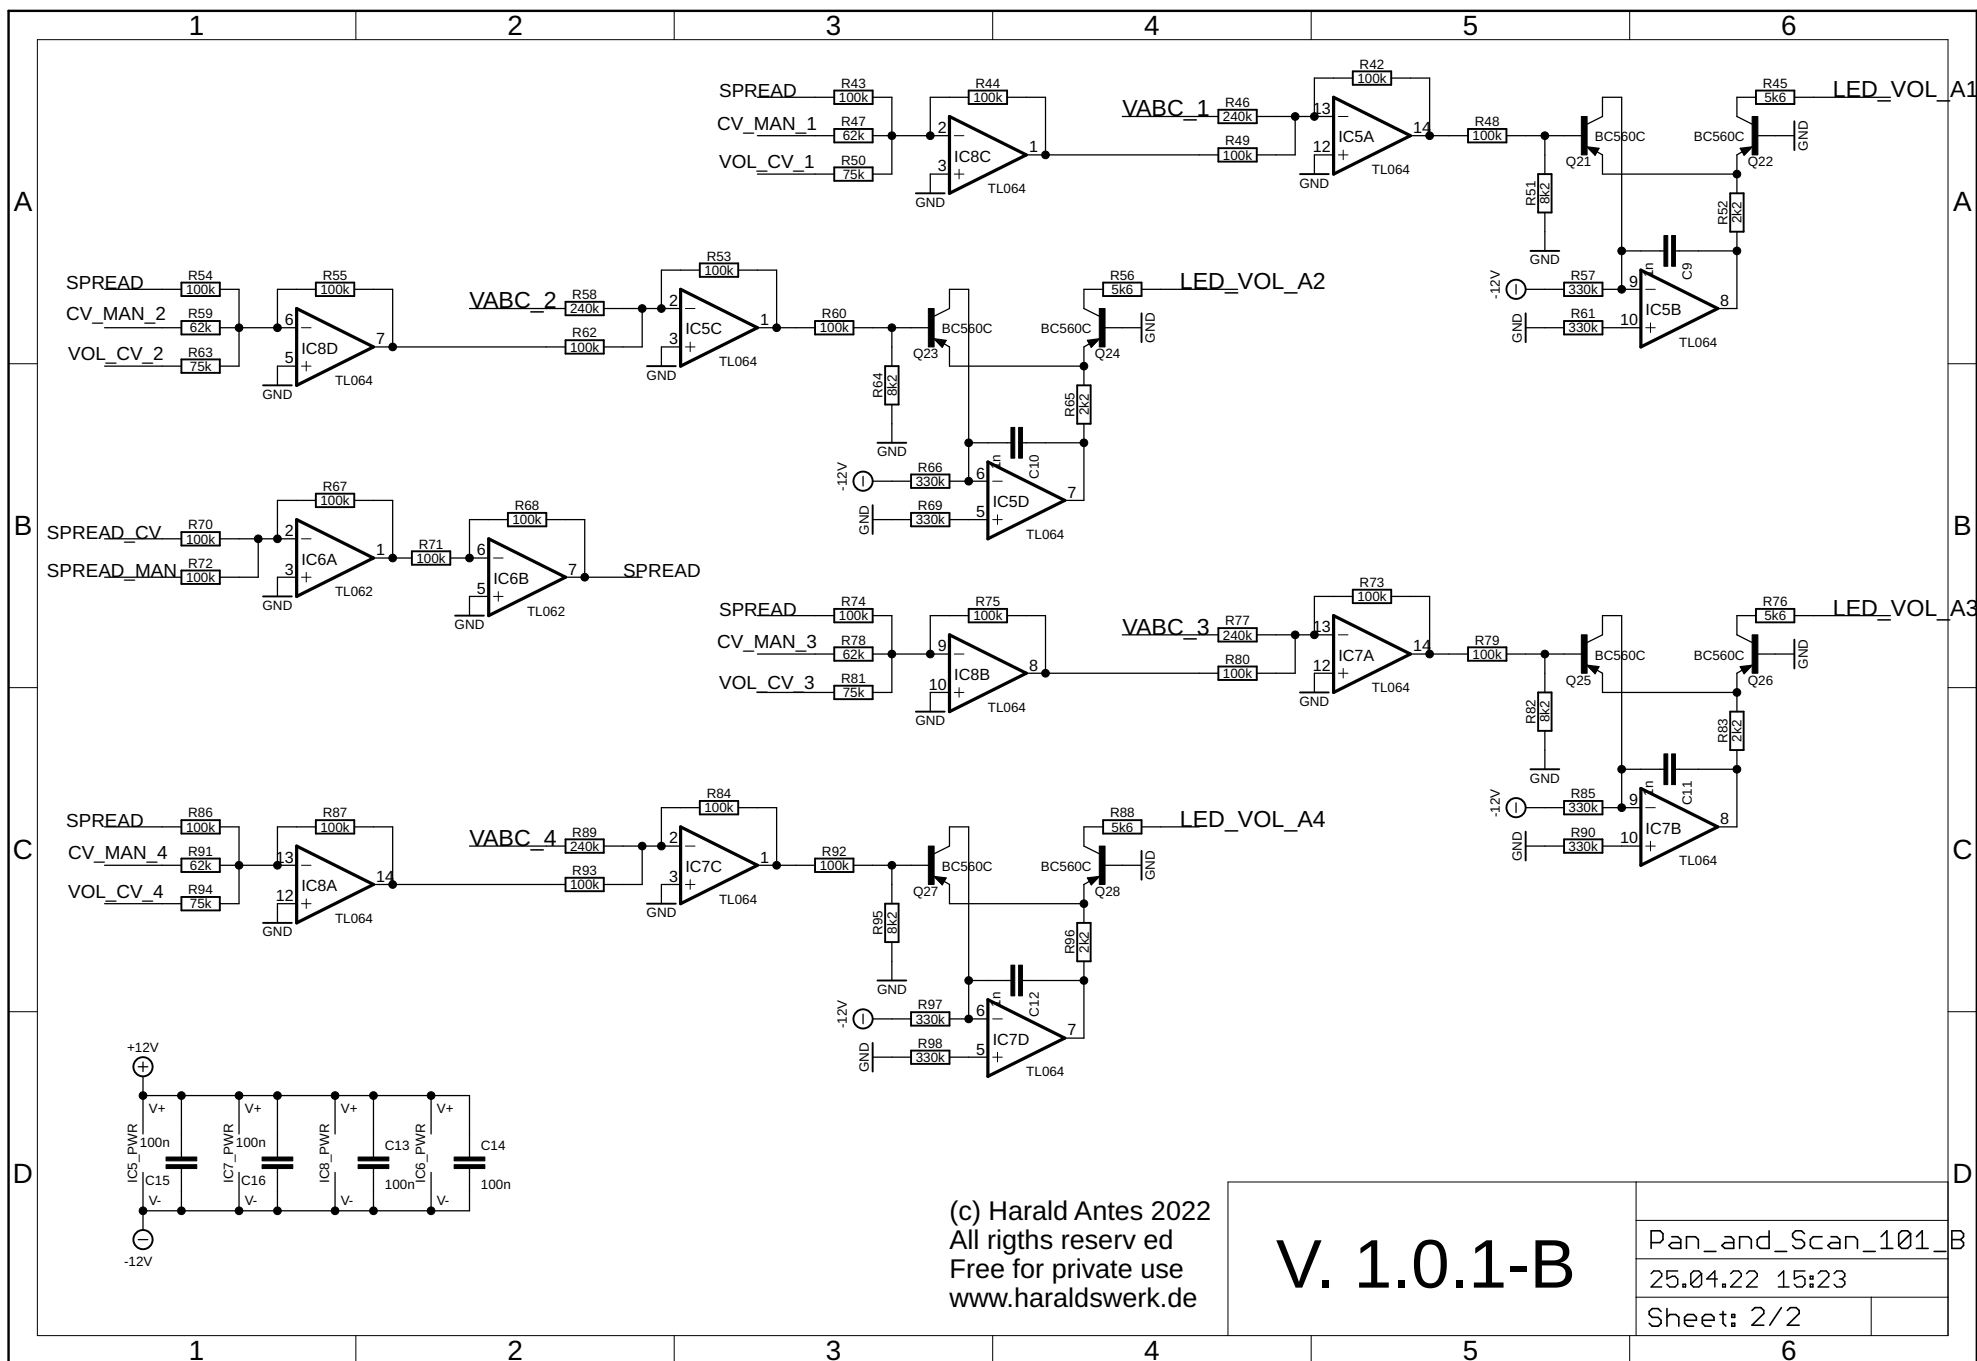 1 2 3 4 5 6
A
B
C
D
A
B
C
D
1 2 3 4 5 6
SPREAD R43 100k
CV_MAN_1 R47 62k
VOL_CV_1 R50 75k
R44 100k
2 3 1 IC8C TL064 GND
VABC_1 R46 240k
R49 100k
R42 100k
13 12 14 IC5A TL064 GND
R48 100k
R51 8k2 GND
Q21 BC560C
BC560C Q22 GND
R45 5k6 LED_VOL_A1
R52 2k2
1n C9
-12V R57 330k
GND R61 330k
9 10 8 IC5B TL064
SPREAD R54 100k
CV_MAN_2 R59 62k
VOL_CV_2 R63 75k
R55 100k
6 5 7 IC8D TL064 GND
VABC_2 R58 240k
R62 100k
R53 100k
2 3 1 IC5C TL064 GND
R60 100k
R64 8k2 GND
Q23 BC560C
BC560C Q24 GND
R56 5k6 LED_VOL_A2
R65 2k2
1n C10
-12V R66 330k
GND R69 330k
6 5 7 IC5D TL064
SPREAD_CV R70 100k
SPREAD_MAN R72 100k
R67 100k
2 3 1 IC6A TL062 GND
R71 100k
R68 100k
6 5 7 IC6B TL062 GND
SPREAD
SPREAD R74 100k
CV_MAN_3 R78 62k
VOL_CV_3 R81 75k
R75 100k
9 10 8 IC8B TL064 GND
VABC_3 R77 240k
R80 100k
R73 100k
13 12 14 IC7A TL064 GND
R79 100k
R82 8k2 GND
Q25 BC560C
BC560C Q26 GND
R76 5k6 LED_VOL_A3
R83 2k2
1n C11
-12V R85 330k
GND R90 330k
9 10 8 IC7B TL064
SPREAD R86 100k
CV_MAN_4 R91 62k
VOL_CV_4 R94 75k
R87 100k
13 12 14 IC8A TL064 GND
VABC_4 R89 240k
R93 100k
R84 100k
2 3 1 IC7C TL064 GND
R92 100k
R95 8k2 GND
Q27 BC560C
BC560C Q28 GND
R88 5k6 LED_VOL_A4
R96 2k2
1n C12
-12V R97 330k
GND R98 330k
6 5 7 IC7D TL064
+12V
V+ V+ V+ V+
IC5_PWR 100n C15
IC7_PWR 100n C16
IC8_PWR C13 100n
IC6_PWR C14 100n
V- V- V- V-
-12V
(c) Harald Antes 2022
All rigths reserv ed
Free for private use
www.haraldswerk.de
V. 1.0.1-B
Pan_and_Scan_101_B
25.04.22 15:23
Sheet: 2/2